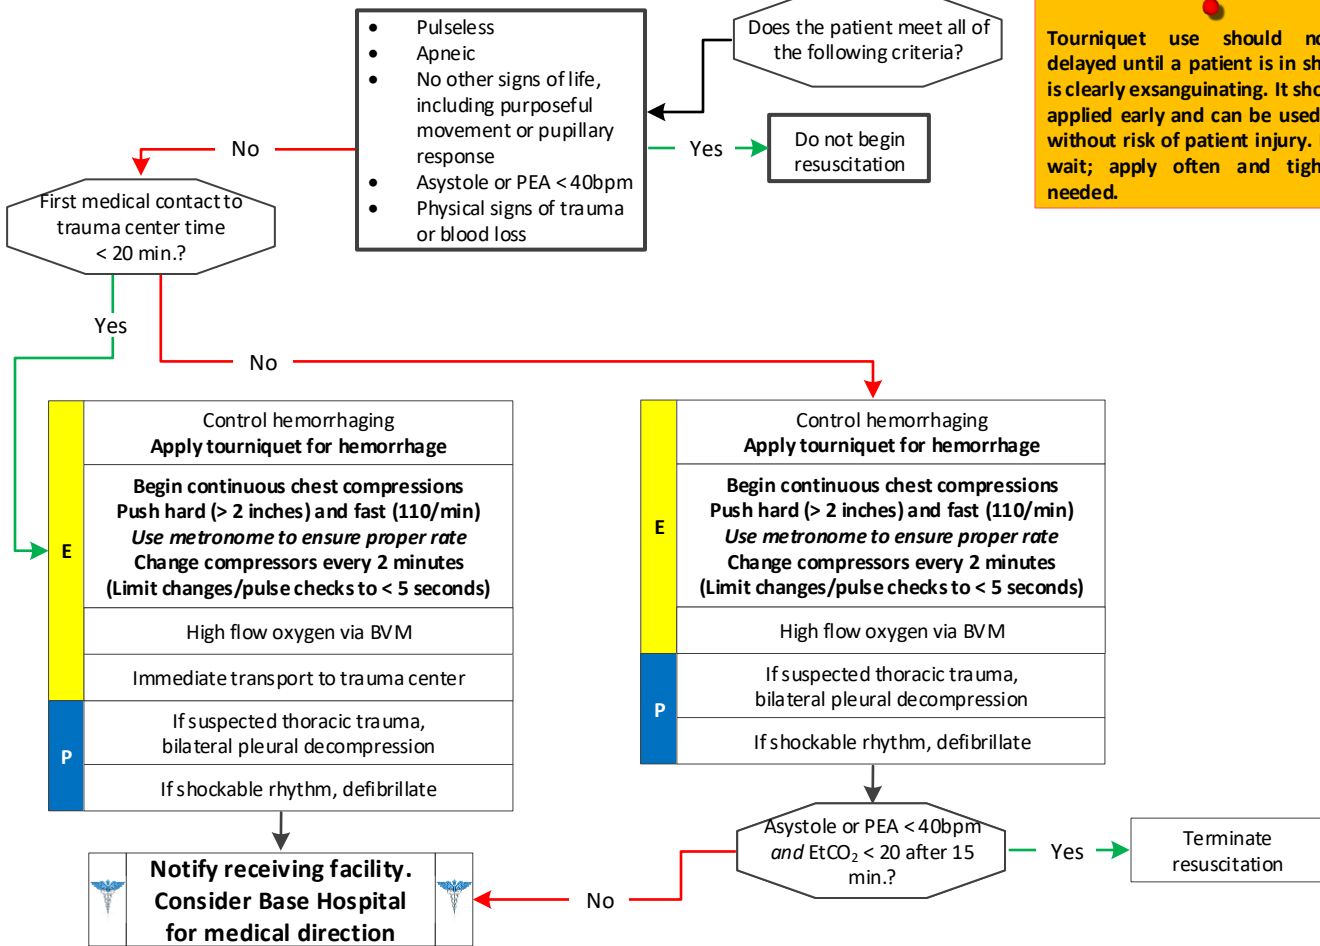 Does the patient meet all of
the following criteria?
• Pulseless
• Apneic
• No other signs of life,
including purposeful
movement or pupillary
response
• Asystole or PEA < 40bpm
• Physical signs of trauma
or blood loss
Yes
Do not begin
resuscitation
No
Tourniquet use should
delayed until a patient is in
is clearly exsanguinating. It
applied early and can be used
without risk of patient injury.
wait; apply often and
needed.
First medical contact to
trauma center time
< 20 min.?
Yes
No
E
Control hemorrhaging
Apply tourniquet for hemorrhage
Begin continuous chest compressions
Push hard (> 2 inches) and fast (110/min)
Use metronome to ensure proper rate
Change compressors every 2 minutes
(Limit changes/pulse checks to < 5 seconds)
High flow oxygen via BVM
Immediate transport to trauma center
P
If suspected thoracic trauma,
bilateral pleural decompression
If shockable rhythm, defibrillate
E
Control hemorrhaging
Apply tourniquet for hemorrhage
Begin continuous chest compressions
Push hard (> 2 inches) and fast (110/min)
Use metronome to ensure proper rate
Change compressors every 2 minutes
(Limit changes/pulse checks to < 5 seconds)
High flow oxygen via BVM
P
If suspected thoracic trauma,
bilateral pleural decompression
If shockable rhythm, defibrillate
Asystole or PEA < 40bpm
and EtCO₂ < 20 after 15
min.?
Yes
Terminate
resuscitation
No
Notify receiving facility.
Consider Base Hospital
for medical direction